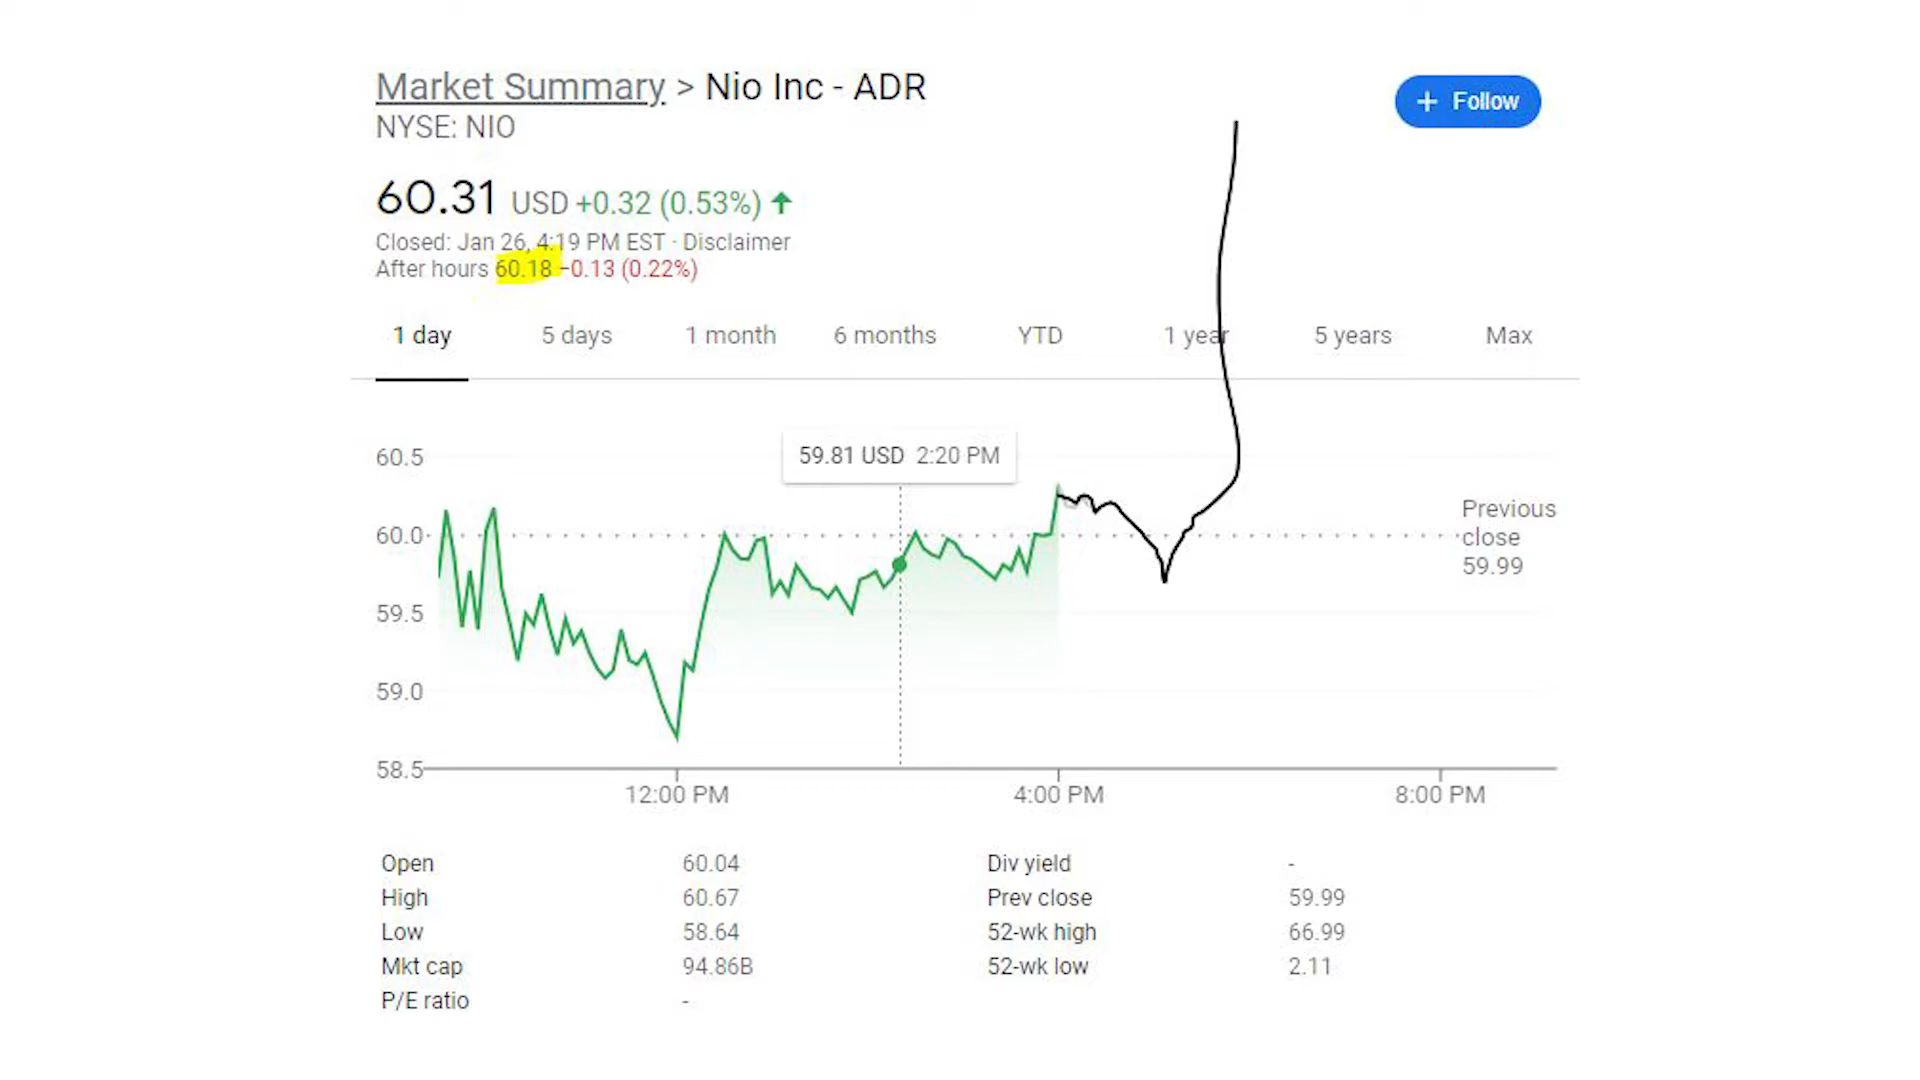 Market Summary > Nio Inc - ADR
+ Follow
NYSE: NIO
60.31 USD +0.32 (0.53%)
Closed: Jan 26, 4:19 PM EST · Disclaimer
After hours 60.18 −0.13 (0.22%)
1 day 5 days 1 month 6 months YTD 1 year 5 years Max
59.81 USD 2:20 PM
60.5
60.0
59.5
59.0
58.5
Previous
close
59.99
12:00 PM 4:00 PM 8:00 PM
Open 60.04 Div yield -
High 60.67 Prev close 59.99
Low 58.64 52-wk high 66.99
Mkt cap 94.86B 52-wk low 2.11
P/E ratio -